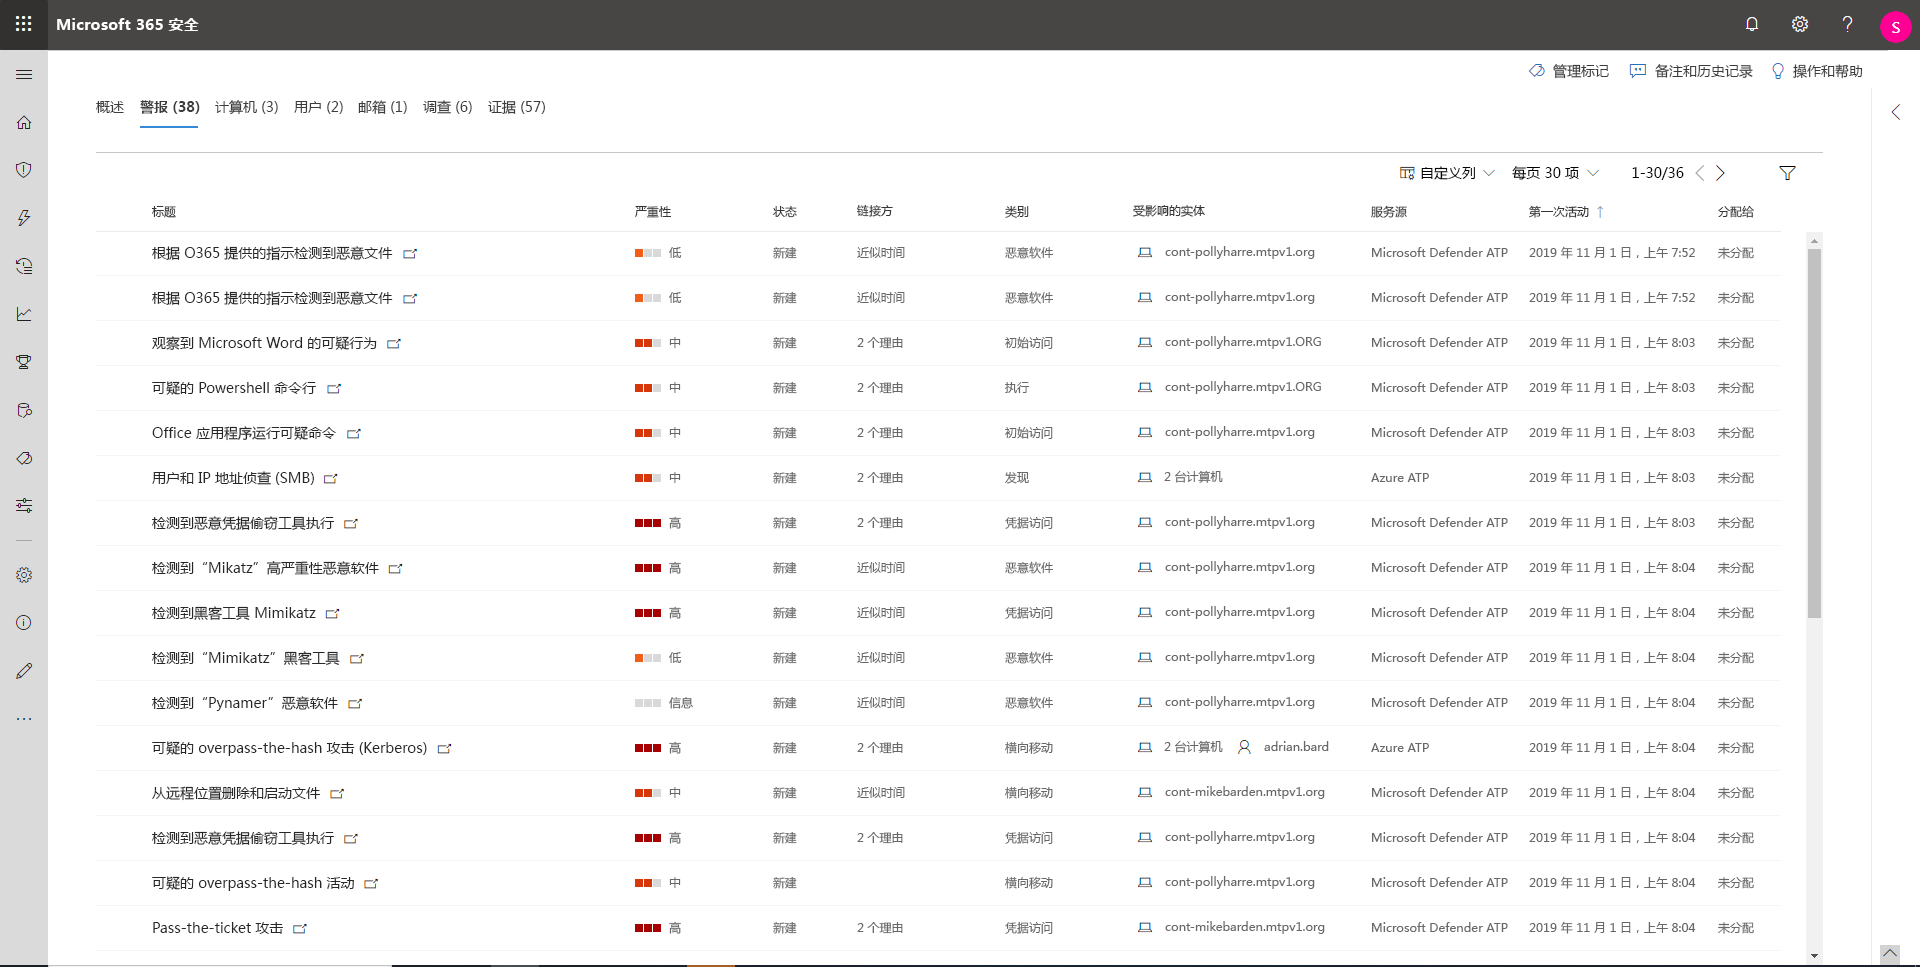 Microsoft 365 安全
S
管理标记 备注和历史记录 操作和帮助
概述 警报 (38) 计算机 (3) 用户 (2) 邮箱 (1) 调查 (6) 证据 (57)
自定义列 每页 30 项 1-30/36
标题 严重性 状态 链接方 类别 受影响的实体 服务源 第一次活动 ↑ 分配给
根据 O365 提供的指示检测到恶意文件 低 新建 近似时间 恶意软件 cont-pollyharre.mtpv1.org Microsoft Defender ATP 2019 年 11 月 1 日，上午 7:52 未分配
根据 O365 提供的指示检测到恶意文件 低 新建 近似时间 恶意软件 cont-pollyharre.mtpv1.org Microsoft Defender ATP 2019 年 11 月 1 日，上午 7:52 未分配
观察到 Microsoft Word 的可疑行为 中 新建 2 个理由 初始访问 cont-pollyharre.mtpv1.ORG Microsoft Defender ATP 2019 年 11 月 1 日，上午 8:03 未分配
可疑的 Powershell 命令行 中 新建 2 个理由 执行 cont-pollyharre.mtpv1.ORG Microsoft Defender ATP 2019 年 11 月 1 日，上午 8:03 未分配
Office 应用程序运行可疑命令 中 新建 2 个理由 初始访问 cont-pollyharre.mtpv1.org Microsoft Defender ATP 2019 年 11 月 1 日，上午 8:03 未分配
用户和 IP 地址侦查 (SMB) 中 新建 2 个理由 发现 2 台计算机 Azure ATP 2019 年 11 月 1 日，上午 8:03 未分配
检测到恶意凭据偷窃工具执行 高 新建 2 个理由 凭据访问 cont-pollyharre.mtpv1.org Microsoft Defender ATP 2019 年 11 月 1 日，上午 8:03 未分配
检测到“Mikatz”高严重性恶意软件 高 新建 近似时间 恶意软件 cont-pollyharre.mtpv1.org Microsoft Defender ATP 2019 年 11 月 1 日，上午 8:04 未分配
检测到黑客工具 Mimikatz 高 新建 近似时间 凭据访问 cont-pollyharre.mtpv1.org Microsoft Defender ATP 2019 年 11 月 1 日，上午 8:04 未分配
检测到“Mimikatz”黑客工具 低 新建 近似时间 恶意软件 cont-pollyharre.mtpv1.org Microsoft Defender ATP 2019 年 11 月 1 日，上午 8:04 未分配
检测到“Pynamer”恶意软件 信息 新建 近似时间 恶意软件 cont-pollyharre.mtpv1.org Microsoft Defender ATP 2019 年 11 月 1 日，上午 8:04 未分配
可疑的 overpass-the-hash 攻击 (Kerberos) 高 新建 2 个理由 横向移动 2 台计算机 adrian.bard Azure ATP 2019 年 11 月 1 日，上午 8:04 未分配
从远程位置删除和启动文件 中 新建 近似时间 横向移动 cont-mikebarden.mtpv1.org Microsoft Defender ATP 2019 年 11 月 1 日，上午 8:04 未分配
检测到恶意凭据偷窃工具执行 高 新建 2 个理由 凭据访问 cont-pollyharre.mtpv1.org Microsoft Defender ATP 2019 年 11 月 1 日，上午 8:04 未分配
可疑的 overpass-the-hash 活动 中 新建 横向移动 cont-pollyharre.mtpv1.org Microsoft Defender ATP 2019 年 11 月 1 日，上午 8:04 未分配
Pass-the-ticket 攻击 高 新建 2 个理由 凭据访问 cont-mikebarden.mtpv1.org Microsoft Defender ATP 2019 年 11 月 1 日，上午 8:04 未分配